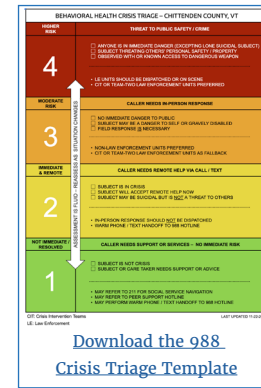 BEHAVIORAL HEALTH CRISIS TRIAGE – CHITTENDEN COUNTY, VT
HIGHER RISK
THREAT TO PUBLIC SAFETY / CRIME
4
☐ ANYONE IS IN IMMEDIATE DANGER (EXCEPTING LONE SUICIDAL SUBJECT)
☐ SUBJECT THREATING OTHERS' PERSONAL SAFETY / PROPERTY
☐ OBSERVED WITH OR KNOWN ACCESS TO DANGEROUS WEAPON
• LE UNITS SHOULD BE DISPATCHED OR ON SCENE
• CIT OR TEAM-TWO LAW ENFORCEMENT UNITS PREFERRED
MODERATE RISK
CALLER NEEDS IN-PERSON RESPONSE
3
☐ NO IMMEDIATE DANGER TO PUBLIC
☐ SUBJECT MAY BE A DANGER TO SELF OR GRAVELY DISABLED
☐ FIELD RESPONSE IS NECESSARY
• NON-LAW ENFORCEMENT UNITS PREFERRED
• CIT OR TEAM-TWO LAW ENFORCEMENT UNITS AS FALLBACK
ASSESSMENT IS FLUID – REASSESS AS SITUATION CHANGES
IMMEDIATE & REMOTE
CALLER NEEDS REMOTE HELP VIA CALL / TEXT
2
☐ SUBJECT IS IN CRISIS
☐ SUBJECT WILL ACCEPT REMOTE HELP NOW
☐ SUBJECT MAY BE SUICIDAL BUT IS NOT A THREAT TO OTHERS
• IN-PERSON RESPONSE SHOULD NOT BE DISPATCHED
• WARM PHONE / TEXT HANDOFF TO 988 HOTLINE
NOT IMMEDIATE / RESOLVED
CALLER NEEDS SUPPORT OR SERVICES – NO IMMEDIATE RISK
1
☐ SUBJECT IS NOT CRISIS
☐ SUBJECT OR CARE TAKER NEEDS SUPPORT OR ADVICE
• MAY REFER TO 211 FOR SOCIAL SERVICE NAVIGATION
• MAY REFER TO PEER SUPPORT HOTLINE
• MAY PERFORM WARM PHONE / TEXT HANDOFF TO 988 HOTLINE
CIT: Crisis Intervention Teams
LE: Law Enforcement
LAST UPDATED
Download the 988
Crisis Triage Template